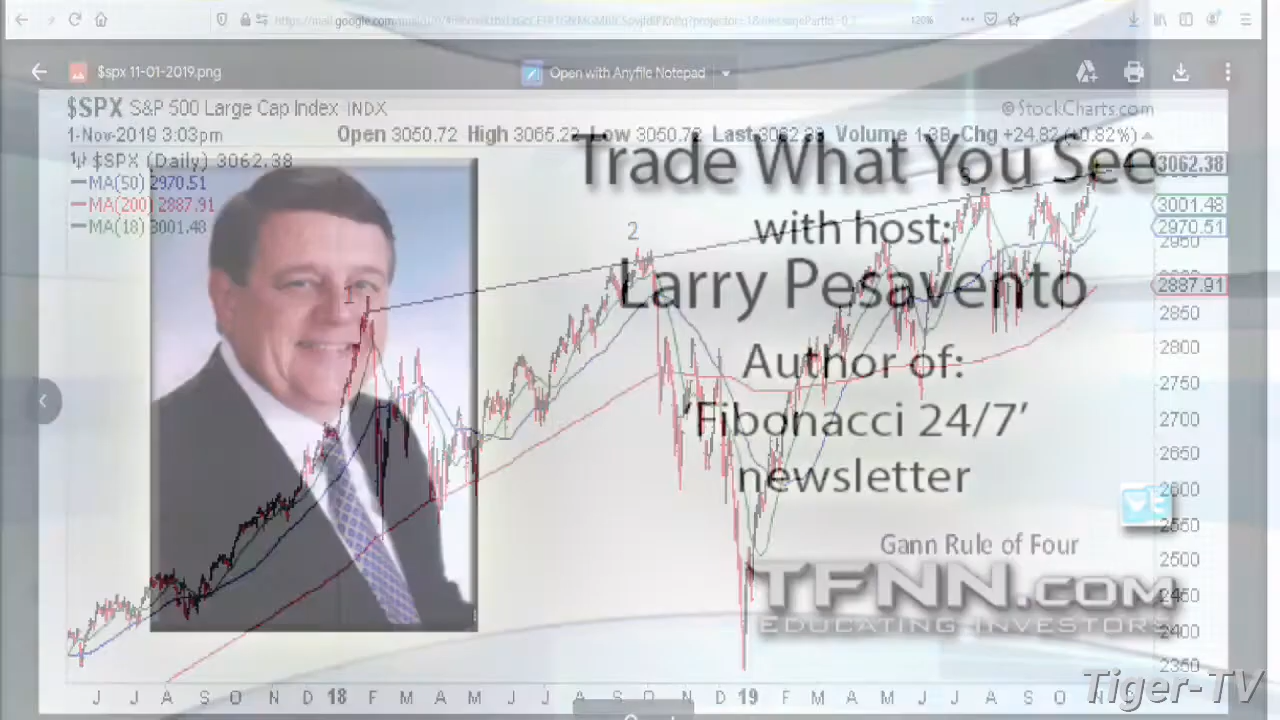 120%
$spx 11-01-2019.png
Open with Anyfile Notepad
$SPX S&P 500 Large Cap Index INDX
© StockCharts.com
1-Nov-2019 3:03pm
Open 3050.72 High 3065.22 Low 3050.72 Last 3062.38 Volume 1.3B Chg +24.82 (+0.82%)
$SPX (Daily) 3062.38
MA(50) 2970.51
MA(200) 2887.91
MA(18) 3001.48
Trade What You See
with host:
Larry Pesavento
Author of:
'Fibonacci 24/7'
newsletter
Gann Rule of Four
TFNN.COM
EDUCATING INVESTORS
1
2
3
3062.38
3001.48
2970.51
2950
2887.91
2850
2800
2750
2700
2650
2600
2550
2500
2450
2400
2350
J J A S O N D 18 F M A M J J A S O N D 19 F M A M J J A S O N
Tiger-TV